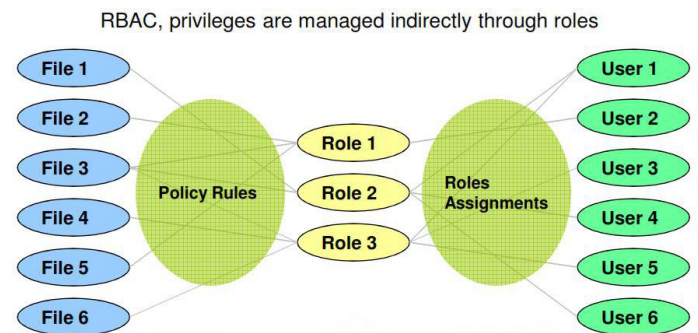 RBAC, privileges are managed indirectly through roles
File 1
File 2
File 3
File 4
File 5
File 6
Policy Rules
Role 1
Role 2
Role 3
Roles
Assignments
User 1
User 2
User 3
User 4
User 5
User 6